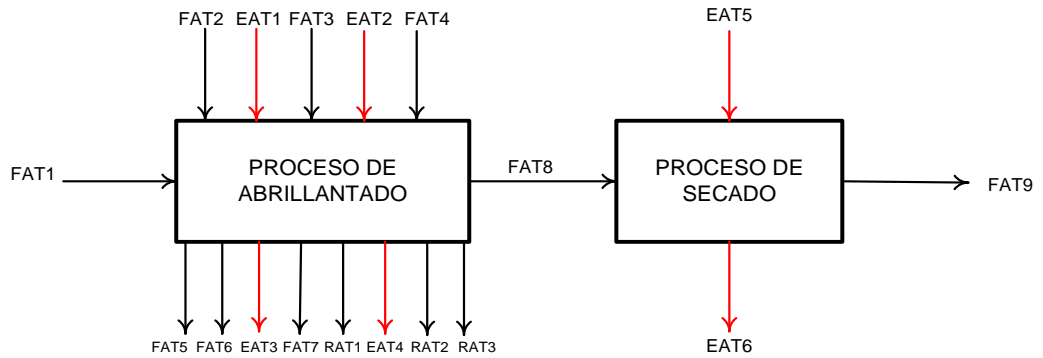 FAT2 EAT1 FAT3 EAT2 FAT4
EAT5
FAT1
PROCESO DE
ABRILLANTADO
FAT8
PROCESO DE
SECADO
FAT9
FAT5 FAT6 EAT3 FAT7 RAT1 EAT4 RAT2 RAT3
EAT6